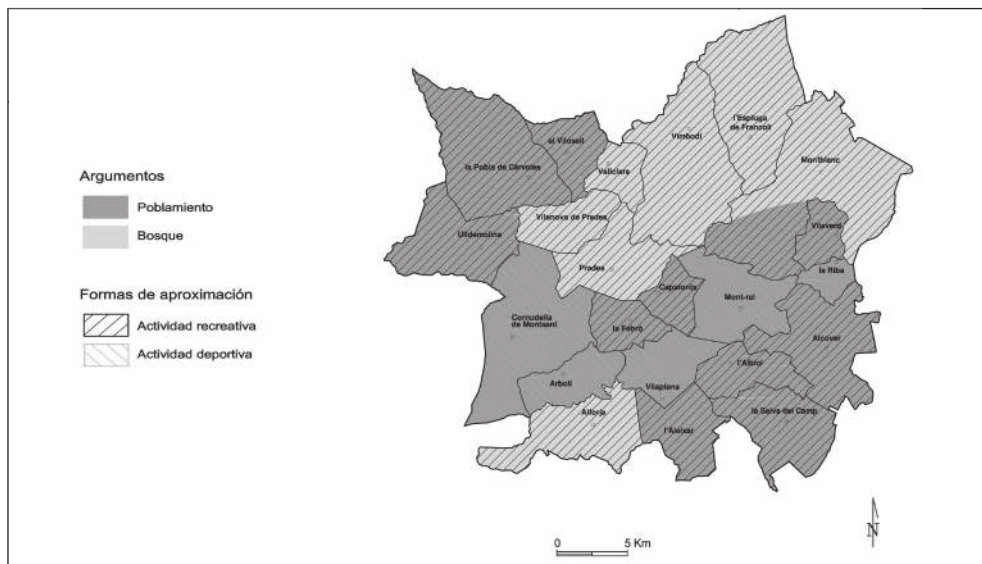 Argumentos
Poblamiento
Bosque
Formas de aproximación
Actividad recreativa
Actividad deportiva
l'Espluga
de Francolí
Vimbodí
Montblanc
el Vilosell
la Pobla de Cérvoles
Vallclara
Vilanova de Prades
Ulldemolins
Vilaverd
Prades
la Riba
Capafonts
Mont-ral
Cornudella
de Montsant
la Febró
Alcover
l'Albiol
Arbolí
Vilaplana
Alforja
l'Aleixar
la Selva del Camp
0 5 Km
N